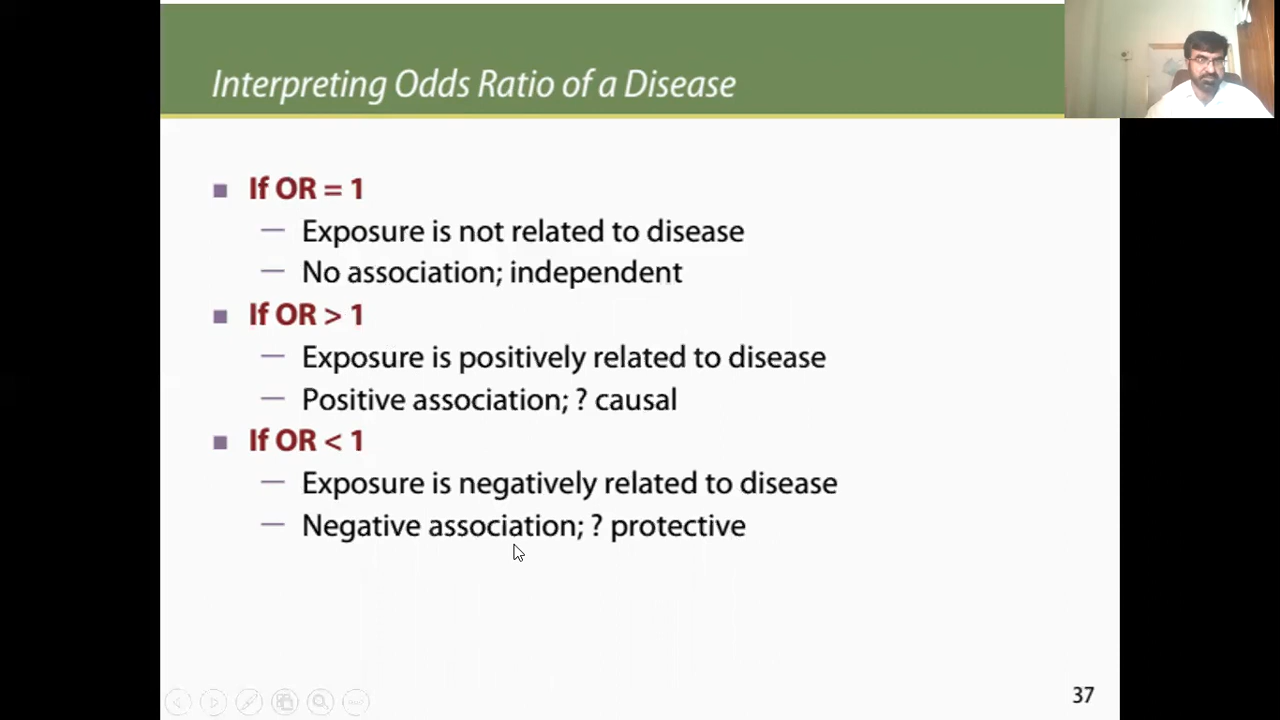 Interpreting Odds Ratio of a Disease
If OR = 1
— Exposure is not related to disease
— No association; independent
If OR > 1
— Exposure is positively related to disease
— Positive association; ? causal
If OR < 1
— Exposure is negatively related to disease
— Negative association; ? protective
37